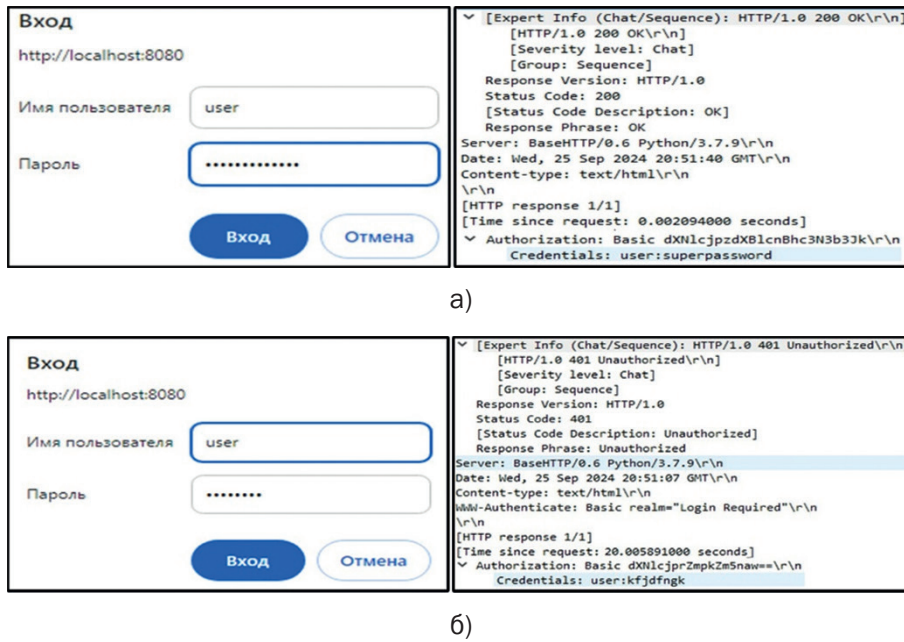 Вход
http://localhost:8080
Имя пользователя
user
Пароль
•••••••••••••
Вход
Отмена
[Expert Info (Chat/Sequence): HTTP/1.0 200 OK\r\n]
[HTTP/1.0 200 OK\r\n]
[Severity level: Chat]
[Group: Sequence]
Response Version: HTTP/1.0
Status Code: 200
[Status Code Description: OK]
Response Phrase: OK
Server: BaseHTTP/0.6 Python/3.7.9\r\n
Date: Wed, 25 Sep 2024 20:51:40 GMT\r\n
Content-type: text/html\r\n
\r\n
[HTTP response 1/1]
[Time since request: 0.002094000 seconds]
Authorization: Basic dXNlcjpzdXBlcnBhc3N3b3Jk\r\n
Credentials: user:superpassword
а)
Вход
http://localhost:8080
Имя пользователя
user
Пароль
••••••••
Вход
Отмена
[Expert Info (Chat/Sequence): HTTP/1.0 401 Unauthorized\r\n
[HTTP/1.0 401 Unauthorized\r\n]
[Severity level: Chat]
[Group: Sequence]
Response Version: HTTP/1.0
Status Code: 401
[Status Code Description: Unauthorized]
Response Phrase: Unauthorized
Server: BaseHTTP/0.6 Python/3.7.9\r\n
Date: Wed, 25 Sep 2024 20:51:07 GMT\r\n
Content-type: text/html\r\n
WWW-Authenticate: Basic realm="Login Required"\r\n
\r\n
[HTTP response 1/1]
[Time since request: 20.005891000 seconds]
Authorization: Basic dXNlcjprZmpkZm5naw==\r\n
Credentials: user:kfjdfngk
б)